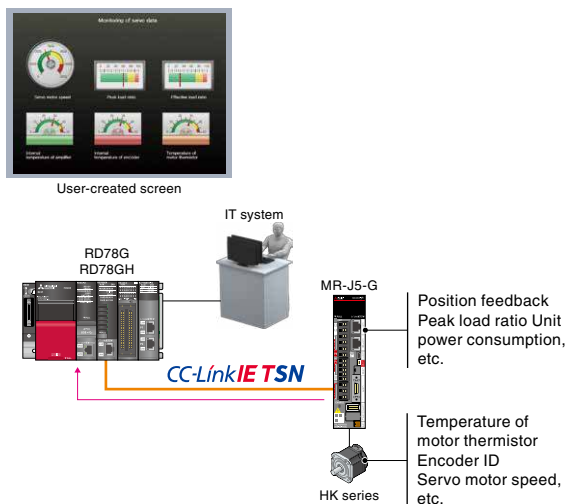 Monitoring of servo data
Servo motor speed
Peak load ratio
Effective load ratio
Internal
temperature of amplifier
Internal
temperature of encoder
Temperature of
motor thermistor
User-created screen
IT system
RD78G
RD78GH
MR-J5-G
Position feedback
Peak load ratio Unit
power consumption,
etc.
CC-Link IE TSN
Temperature of
motor thermistor
Encoder ID
Servo motor speed,
etc.
HK series